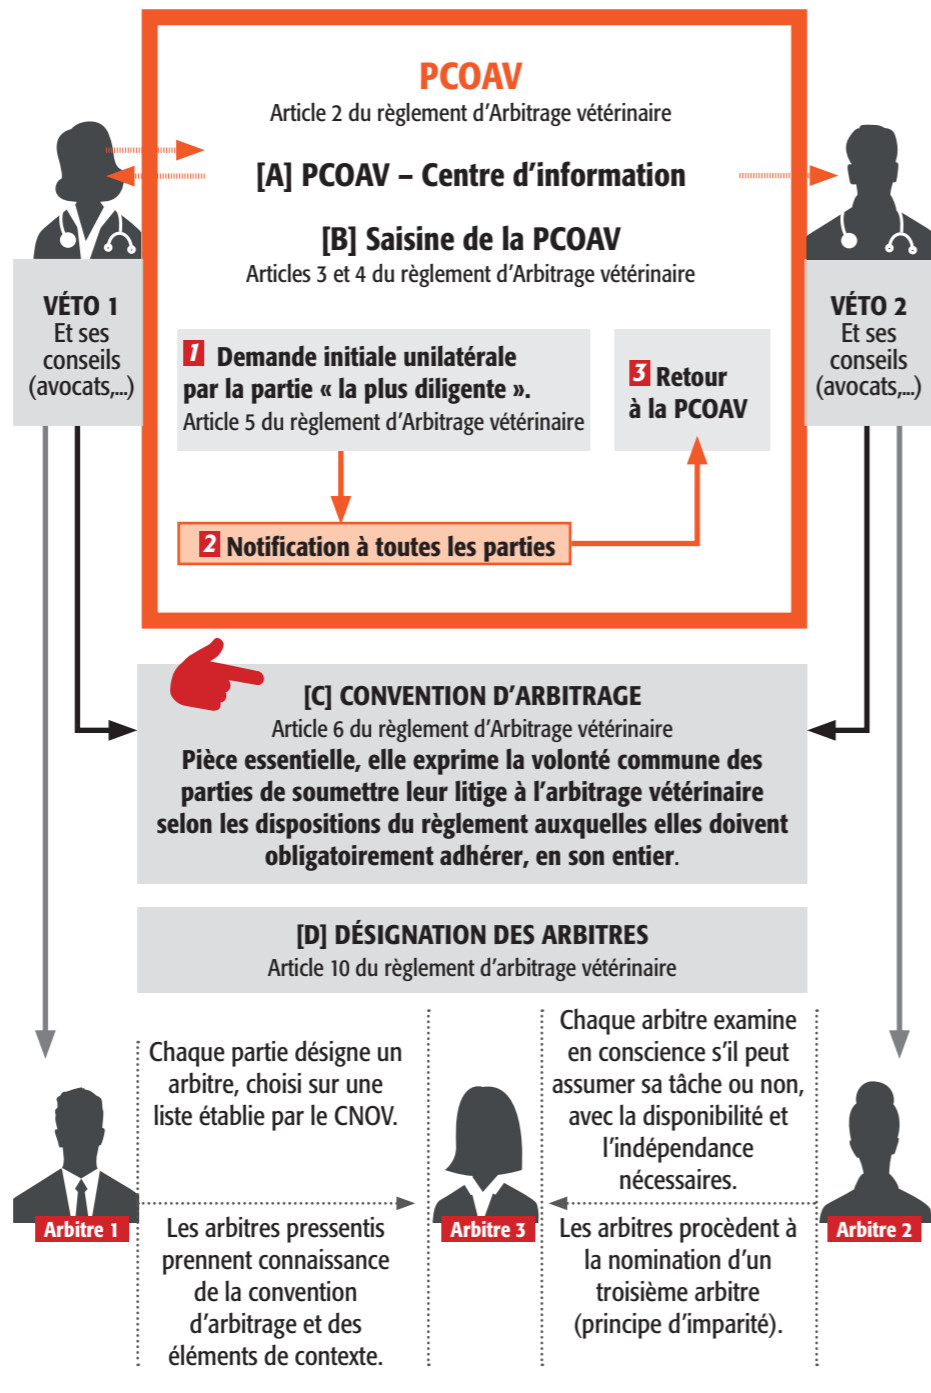 PCOAV
Article 2 du règlement d'Arbitrage vétérinaire
[A] PCOAV – Centre d'information
[B] Saisine de la PCOAV
Articles 3 et 4 du règlement d'Arbitrage vétérinaire
VÉTO 1
Et ses
conseils
(avocats,...)
VÉTO 2
Et ses
conseils
(avocats,...)
1 Demande initiale unilatérale
par la partie « la plus diligente ».
Article 5 du règlement d'Arbitrage vétérinaire
3 Retour
à la PCOAV
2 Notification à toutes les parties
[C] CONVENTION D'ARBITRAGE
Article 6 du règlement d'Arbitrage vétérinaire
Pièce essentielle, elle exprime la volonté commune des
parties de soumettre leur litige à l'arbitrage vétérinaire
selon les dispositions du règlement auxquelles elles doivent
obligatoirement adhérer, en son entier.
[D] DÉSIGNATION DES ARBITRES
Article 10 du règlement d'arbitrage vétérinaire
Chaque partie désigne un
arbitre, choisi sur une
liste établie par le CNOV.
Chaque arbitre examine
en conscience s'il peut
assumer sa tâche ou non,
avec la disponibilité et
l'indépendance
nécessaires.
Arbitre 1
Les arbitres pressentis
prennent connaissance
de la convention
d'arbitrage et des
éléments de contexte.
Arbitre 3
Les arbitres procèdent à
la nomination d'un
troisième arbitre
(principe d'imparité).
Arbitre 2